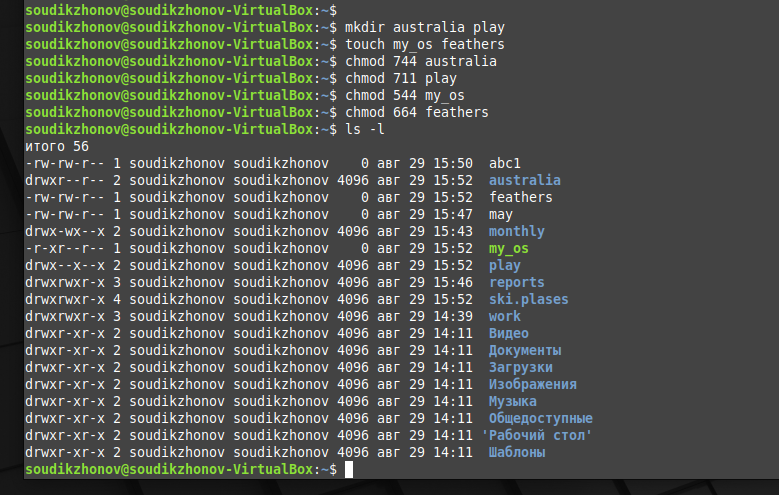 soudikzhonov@soudikzhonov-VirtualBox:~$
soudikzhonov@soudikzhonov-VirtualBox:~$ mkdir australia play
soudikzhonov@soudikzhonov-VirtualBox:~$ touch my_os feathers
soudikzhonov@soudikzhonov-VirtualBox:~$ chmod 744 australia
soudikzhonov@soudikzhonov-VirtualBox:~$ chmod 711 play
soudikzhonov@soudikzhonov-VirtualBox:~$ chmod 544 my_os
soudikzhonov@soudikzhonov-VirtualBox:~$ chmod 664 feathers
soudikzhonov@soudikzhonov-VirtualBox:~$ ls -l
итого 56
-rw-rw-r-- 1 soudikzhonov soudikzhonov    0 авг 29 15:50  abc1
drwxr--r-- 2 soudikzhonov soudikzhonov 4096 авг 29 15:52  australia
-rw-rw-r-- 1 soudikzhonov soudikzhonov    0 авг 29 15:52  feathers
-rw-rw-r-- 1 soudikzhonov soudikzhonov    0 авг 29 15:47  may
drwx-wx--x 2 soudikzhonov soudikzhonov 4096 авг 29 15:43  monthly
-r-xr--r-- 1 soudikzhonov soudikzhonov    0 авг 29 15:52  my_os
drwx--x--x 2 soudikzhonov soudikzhonov 4096 авг 29 15:52  play
drwxrwxr-x 3 soudikzhonov soudikzhonov 4096 авг 29 15:46  reports
drwxrwxr-x 4 soudikzhonov soudikzhonov 4096 авг 29 15:52  ski.plases
drwxrwxr-x 3 soudikzhonov soudikzhonov 4096 авг 29 14:39  work
drwxr-xr-x 2 soudikzhonov soudikzhonov 4096 авг 29 14:11  Видео
drwxr-xr-x 2 soudikzhonov soudikzhonov 4096 авг 29 14:11  Документы
drwxr-xr-x 2 soudikzhonov soudikzhonov 4096 авг 29 14:11  Загрузки
drwxr-xr-x 2 soudikzhonov soudikzhonov 4096 авг 29 14:11  Изображения
drwxr-xr-x 2 soudikzhonov soudikzhonov 4096 авг 29 14:11  Музыка
drwxr-xr-x 2 soudikzhonov soudikzhonov 4096 авг 29 14:11  Общедоступные
drwxr-xr-x 2 soudikzhonov soudikzhonov 4096 авг 29 14:11 'Рабочий стол'
drwxr-xr-x 2 soudikzhonov soudikzhonov 4096 авг 29 14:11  Шаблоны
soudikzhonov@soudikzhonov-VirtualBox:~$